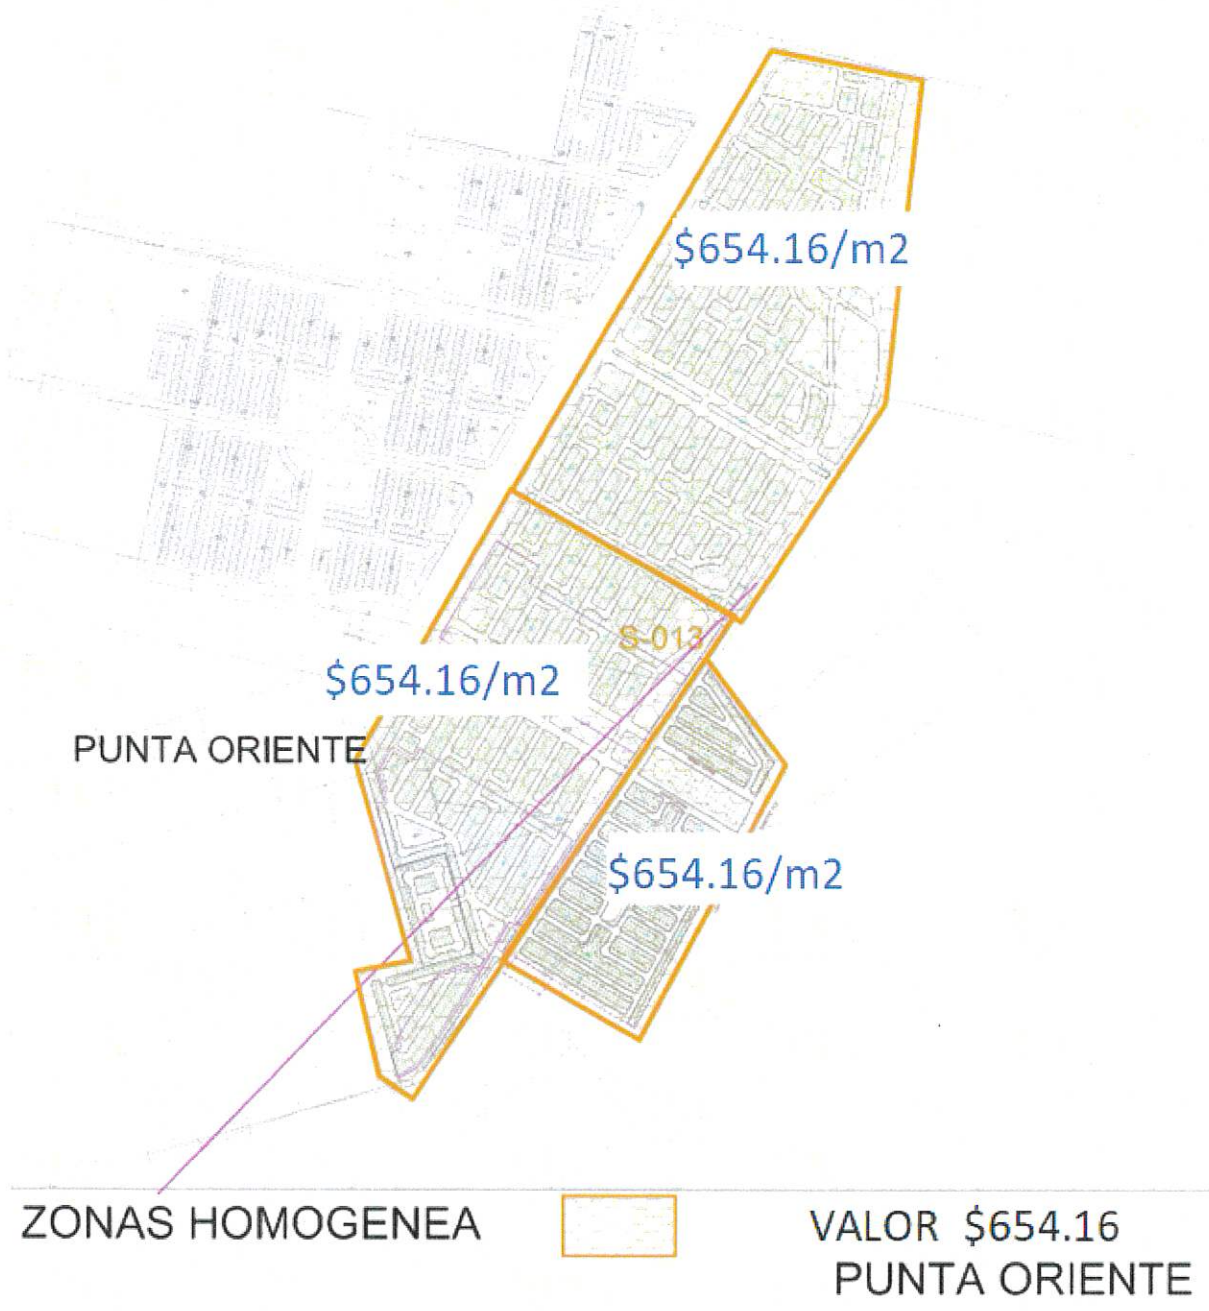 $654.16/m2
S-013
$654.16/m2
PUNTA ORIENTE
$654.16/m2
ZONAS HOMOGENEA
VALOR $654.16
PUNTA ORIENTE